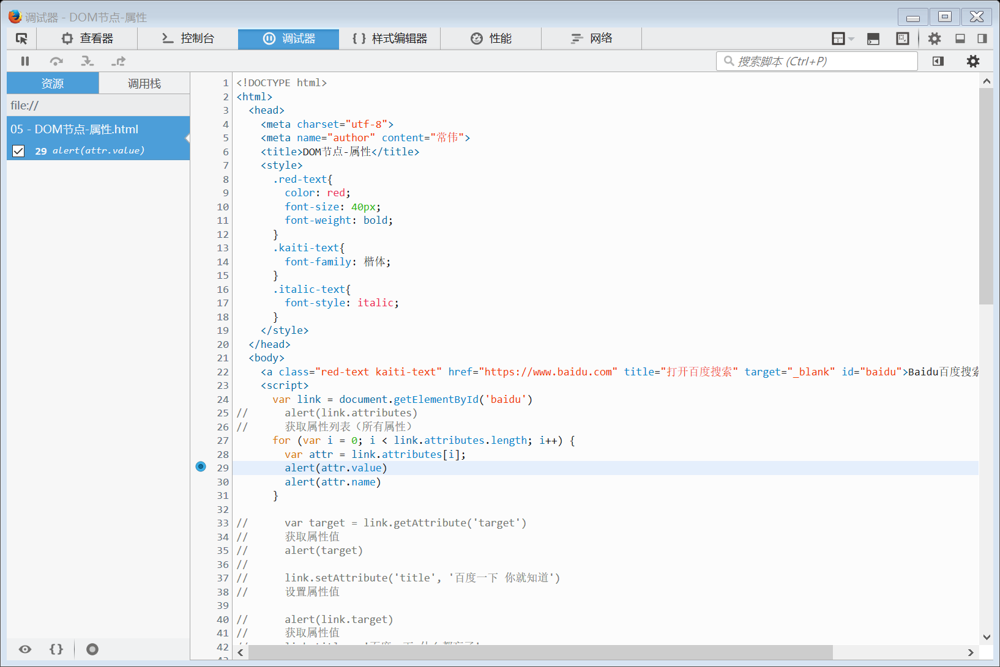 调试器 - DOM节点-属性
查看器 控制台 调试器 { } 样式编辑器 性能 网络
搜索脚本 (Ctrl+P)
资源 调用栈
file://
05 - DOM节点-属性.html
29 alert(attr.value)
1 <!DOCTYPE html>
2 <html>
3   <head>
4     <meta charset="utf-8">
5     <meta name="author" content="常伟">
6     <title>DOM节点-属性</title>
7     <style>
8       .red-text{
9         color: red;
10         font-size: 40px;
11         font-weight: bold;
12       }
13       .kaiti-text{
14         font-family: 楷体;
15       }
16       .italic-text{
17         font-style: italic;
18       }
19     </style>
20   </head>
21   <body>
22     <a class="red-text kaiti-text" href="https://www.baidu.com" title="打开百度搜索" target="_blank" id="baidu">Baidu百度搜索
23     <script>
24       var link = document.getElementById('baidu')
25 //      alert(link.attributes)
26 //      获取属性列表（所有属性）
27       for (var i = 0; i < link.attributes.length; i++) {
28         var attr = link.attributes[i];
29         alert(attr.value)
30         alert(attr.name)
31       }
32
33 //      var target = link.getAttribute('target')
34 //      获取属性值
35 //      alert(target)
36 //
37 //      link.setAttribute('title', '百度一下 你就知道')
38 //      设置属性值
39
40 //      alert(link.target)
41 //      获取属性值
42